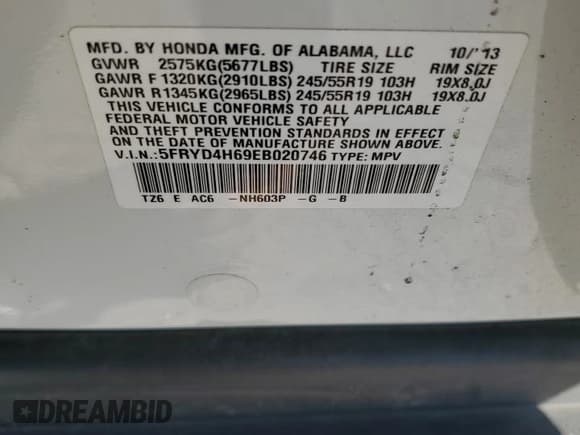 MFD. BY HONDA MFG. OF ALABAMA, LLC 10/'13
GVWR 2575KG(5677LBS) TIRE SIZE RIM SIZE
GAWR F 1320KG(2910LBS) 245/55R19 103H 19X8.0J
GAWR R 1345KG(2965LBS) 245/55R19 103H 19X8.0J
THIS VEHICLE CONFORMS TO ALL APPLICABLE
FEDERAL MOTOR VEHICLE SAFETY
AND THEFT PREVENTION STANDARDS IN EFFECT
ON THE DATE OF MANUFACTURE SHOWN ABOVE.
V.I.N.: 5FRYD4H69EB020746 TYPE: MPV
TZ6 E AC6 -NH603P -G -B
DREAMBID